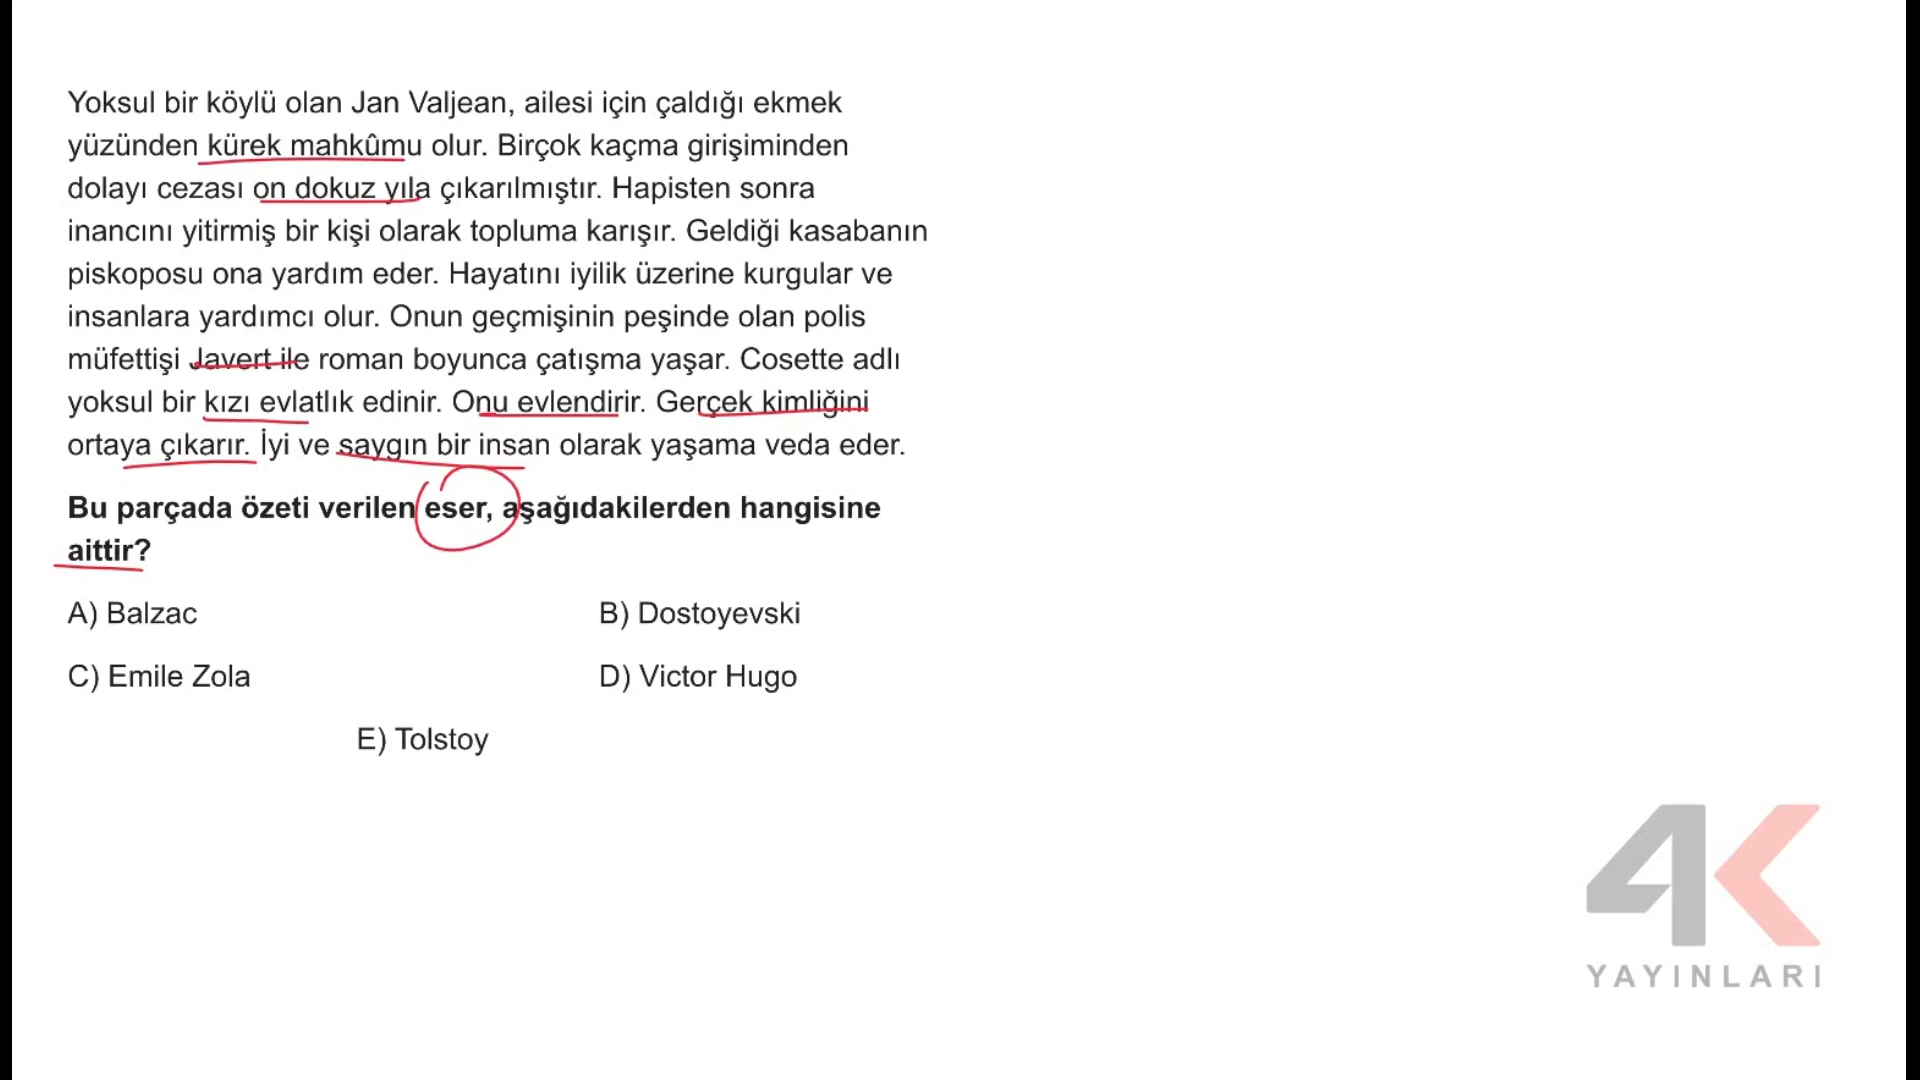 Yoksul bir köylü olan Jan Valjean, ailesi için çaldığı ekmek
yüzünden kürek mahkûmu olur. Birçok kaçma girişiminden
dolayı cezası on dokuz yıla çıkarılmıştır. Hapisten sonra
inancını yitirmiş bir kişi olarak topluma karışır. Geldiği kasabanın
piskoposu ona yardım eder. Hayatını iyilik üzerine kurgular ve
insanlara yardımcı olur. Onun geçmişinin peşinde olan polis
müfettişi Javert ile roman boyunca çatışma yaşar. Cosette adlı
yoksul bir kızı evlatlık edinir. Onu evlendirir. Gerçek kimliğini
ortaya çıkarır. İyi ve saygın bir insan olarak yaşama veda eder.
Bu parçada özeti verilen eser, aşağıdakilerden hangisine
aittir?
A) Balzac
B) Dostoyevski
C) Emile Zola
D) Victor Hugo
E) Tolstoy
4K
YAYINLARI